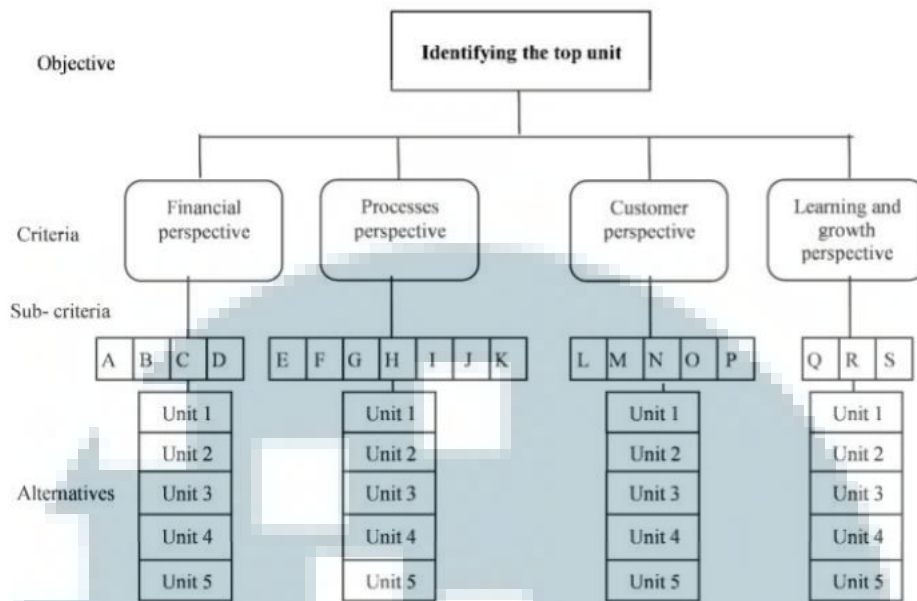 Objective
Identifying the top unit
Criteria
Financial perspective
Processes perspective
Customer perspective
Learning and growth perspective
Sub- criteria
A B C D
E F G H I J K
L M N O P
Q R S
Alternatives
Unit 1 Unit 1 Unit 1 Unit 1
Unit 2 Unit 2 Unit 2 Unit 2
Unit 3 Unit 3 Unit 3 Unit 3
Unit 4 Unit 4 Unit 4 Unit 4
Unit 5 Unit 5 Unit 5 Unit 5